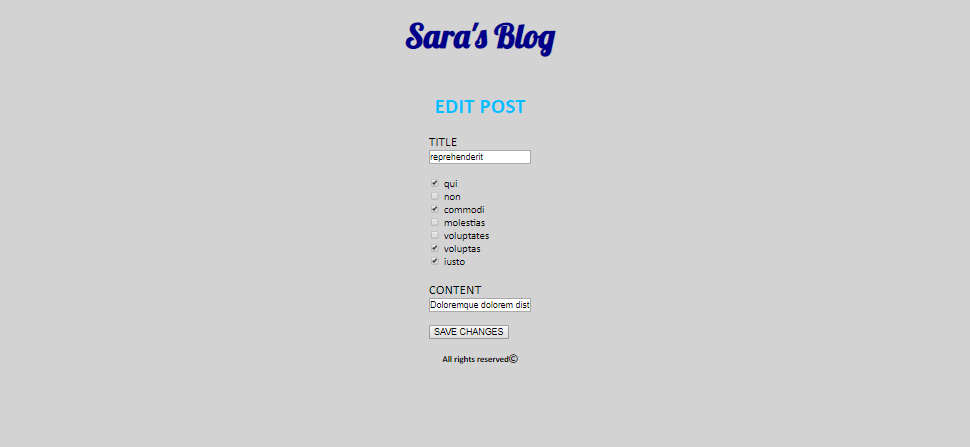 Sara's Blog
EDIT POST
TITLE
reprehenderit
qui
non
commodi
molestias
voluptates
voluptas
iusto
CONTENT
Doloremque dolorem dist
SAVE CHANGES
All rights reserved©